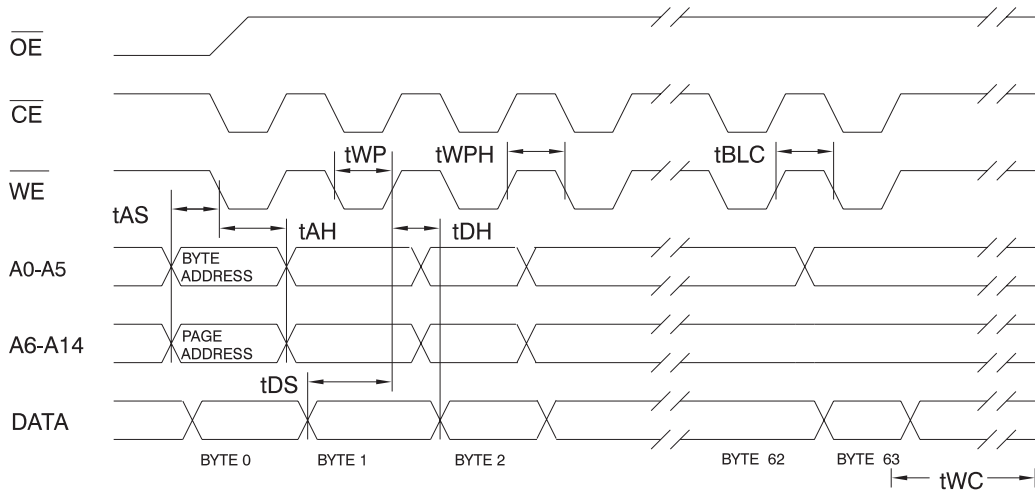 OE
CE
tWP
tWPH
tBLC
WE
tAS
tAH
tDH
A0-A5
BYTE
ADDRESS
A6-A14
PAGE
ADDRESS
tDS
DATA
BYTE 0
BYTE 1
BYTE 2
BYTE 62
BYTE 63
tWC